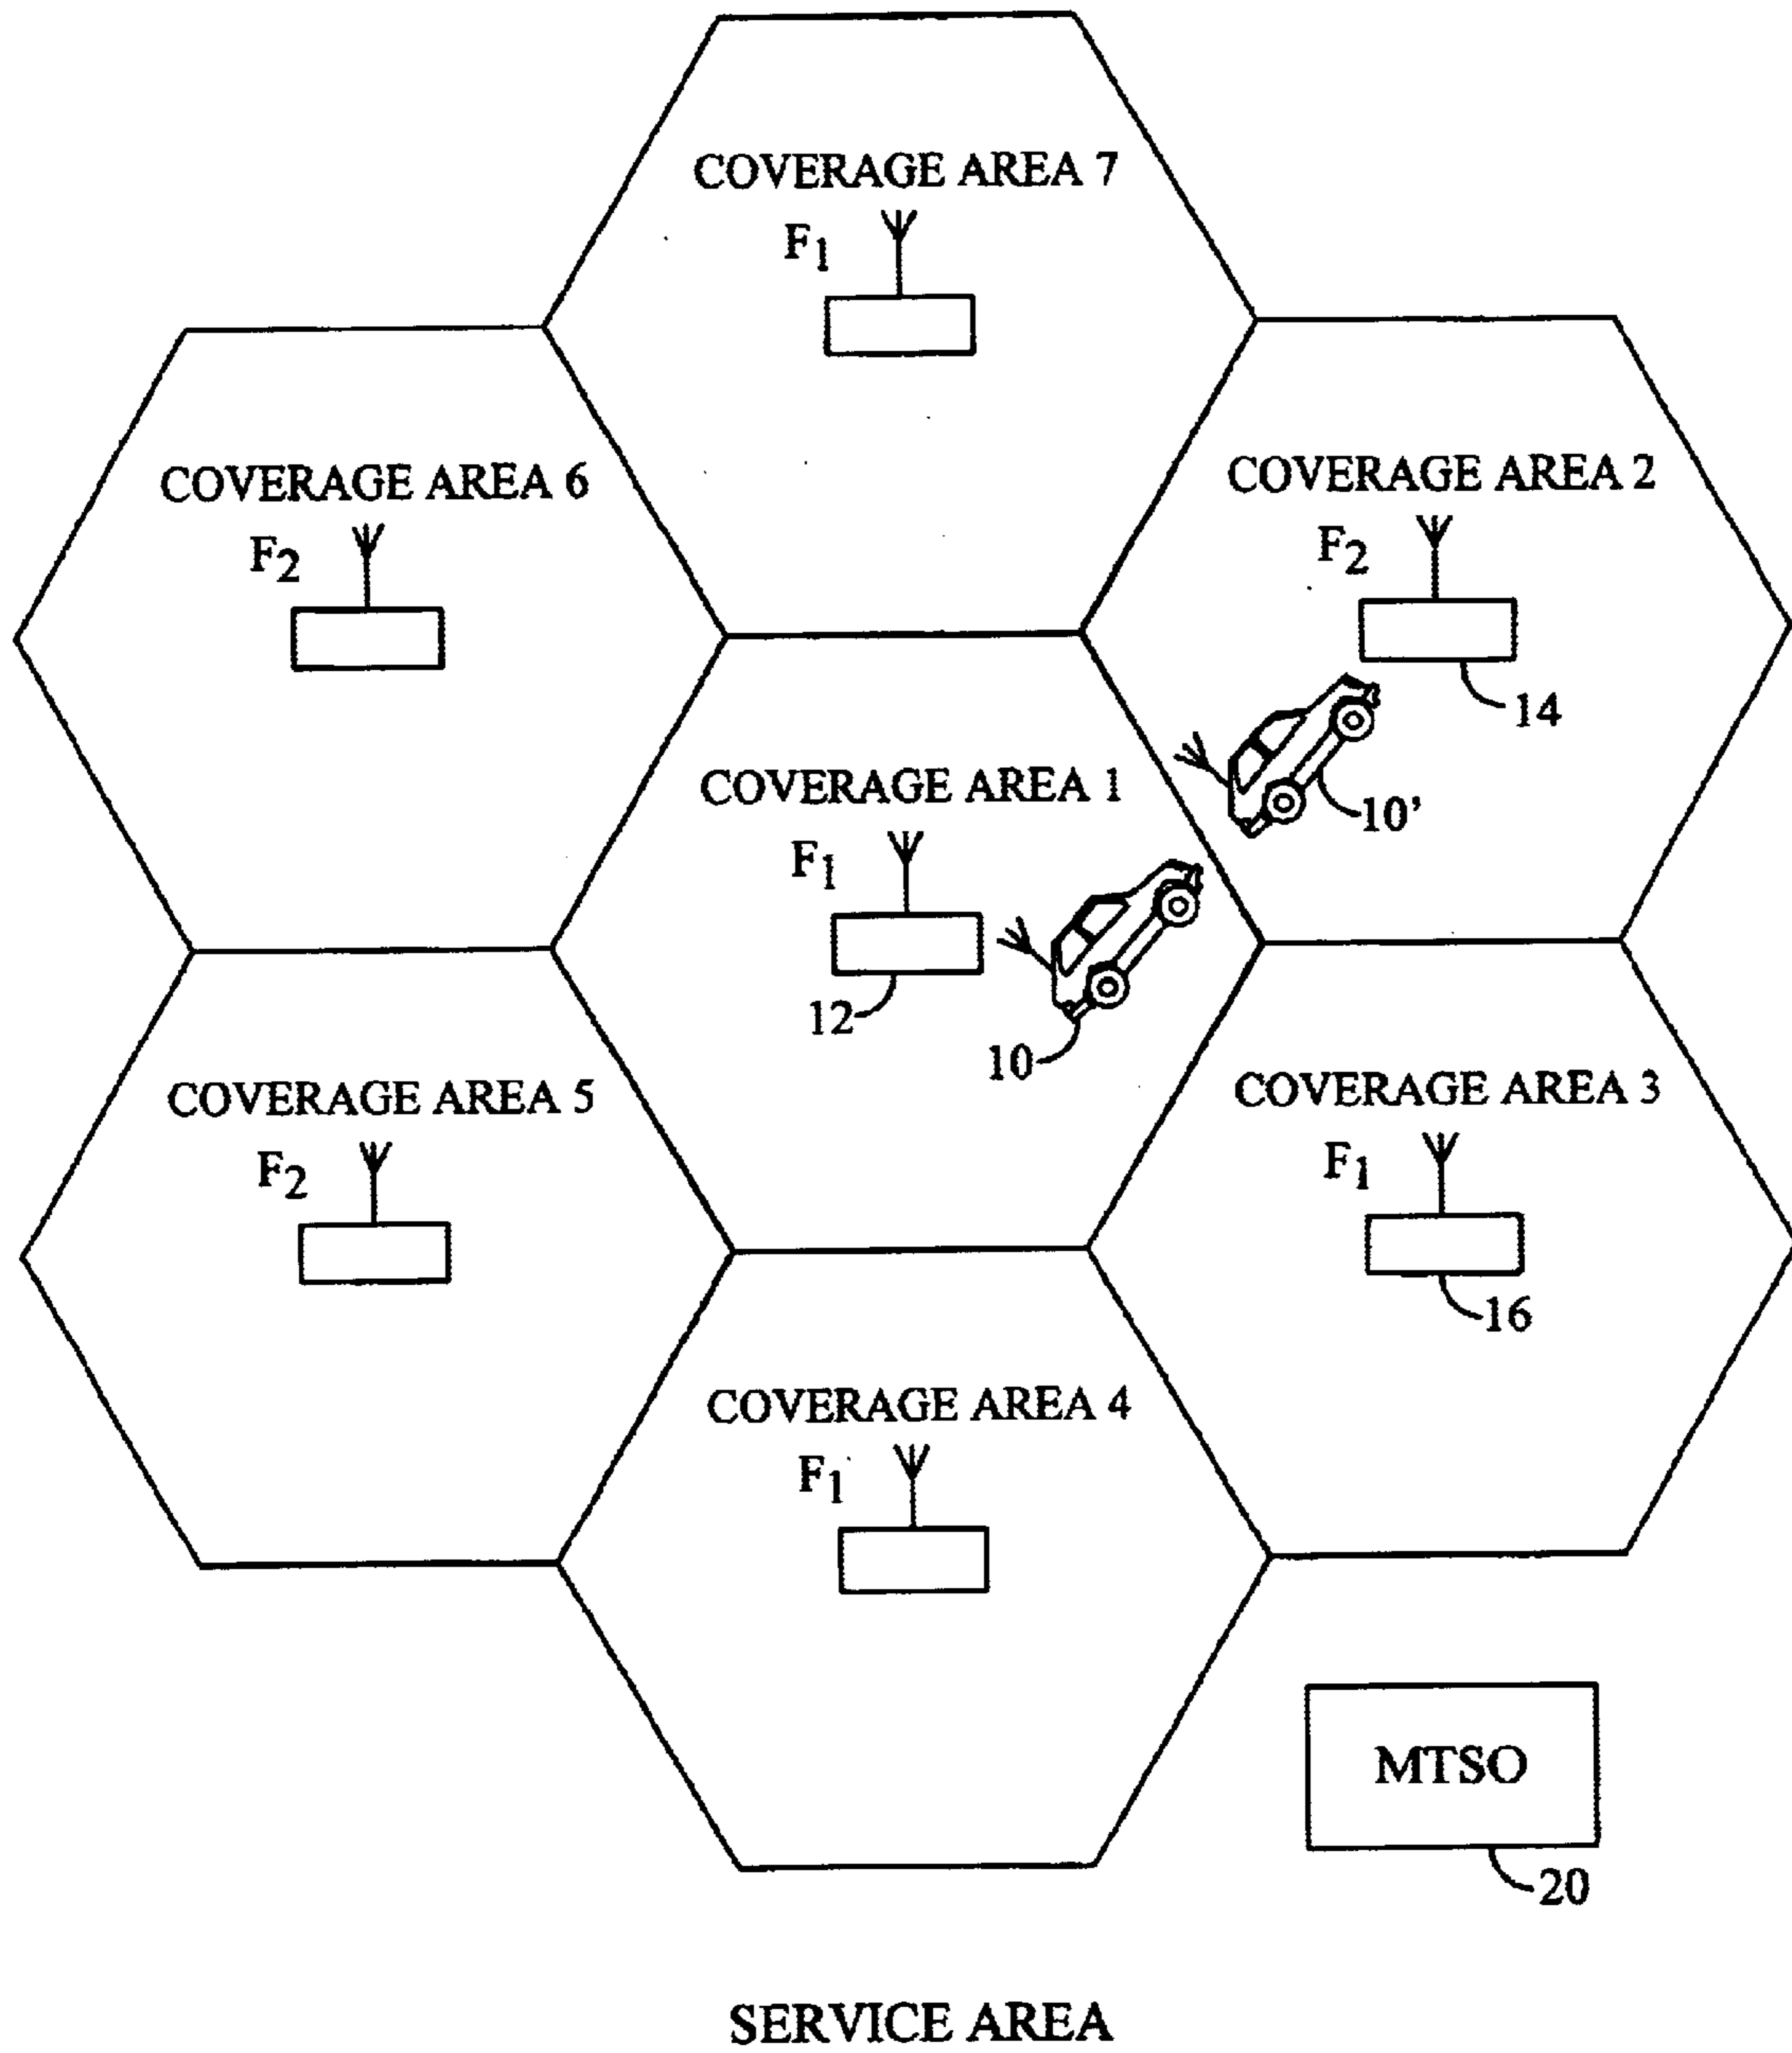 COVERAGE AREA 7
F1
COVERAGE AREA 6
F2
COVERAGE AREA 2
F2
14
10’
COVERAGE AREA 1
F1
12
10
COVERAGE AREA 5
F2
COVERAGE AREA 3
F1
16
COVERAGE AREA 4
F1
MTSO
20
SERVICE AREA